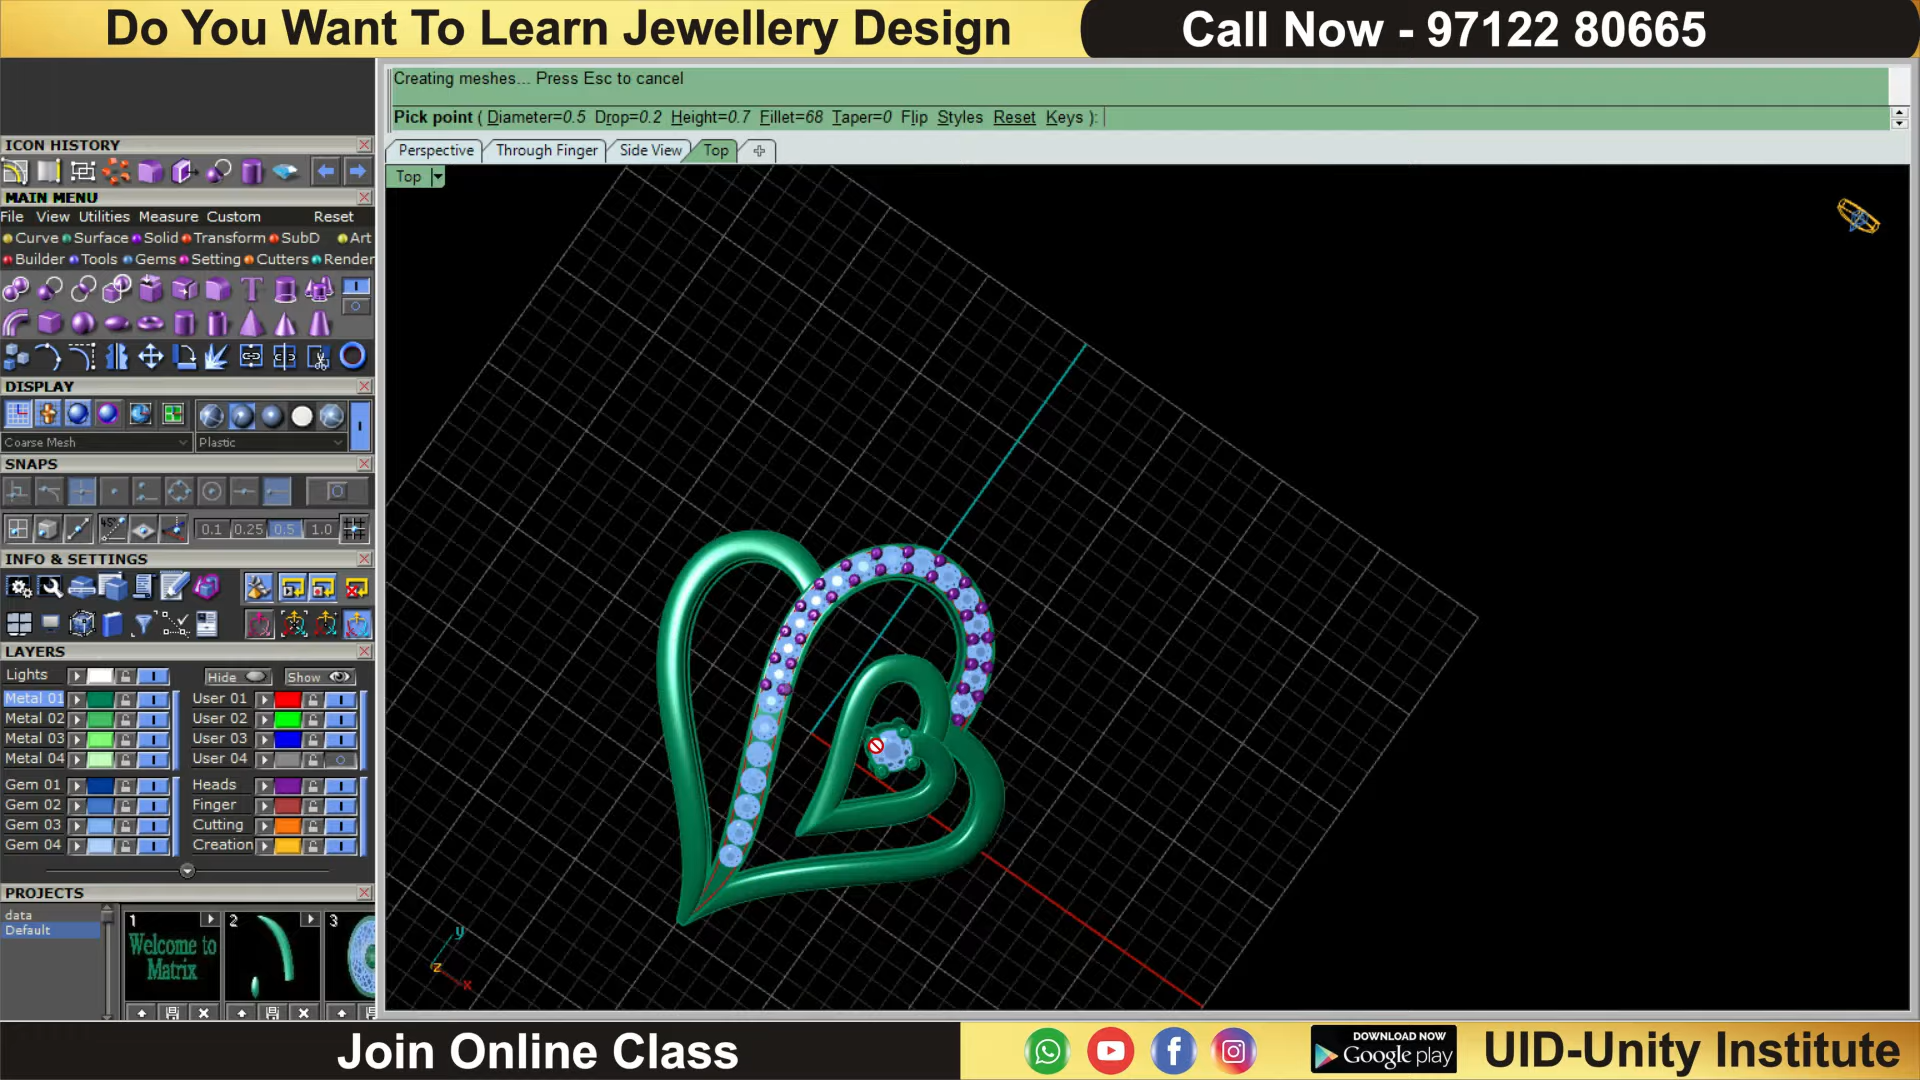 Do You Want To Learn Jewellery Design
Call Now - 97122 80665
Creating meshes... Press Esc to cancel
Pick point ( Diameter=0.5 Drop=0.2 Height=0.7 Fillet=68 Taper=0 Flip Styles Reset Keys ):
Perspective Through Finger Side View Top
Top
ICON HISTORY
MAIN MENU
File View Utilities Measure Custom Reset
Curve Surface Solid Transform SubD Art
Builder Tools Gems Setting Cutters Render
DISPLAY
Coarse Mesh Plastic
SNAPS
0.1 0.25 0.5 1.0
INFO & SETTINGS
LAYERS
Lights Hide Show
Metal 01 User 01
Metal 02 User 02
Metal 03 User 03
Metal 04 User 04
Gem 01 Heads
Gem 02 Finger
Gem 03 Cutting
Gem 04 Creation
PROJECTS
data
Default
1 2 3
Welcome to
Matrix
y
z
x
Join Online Class
DOWNLOAD NOW
Google play
UID-Unity Institute